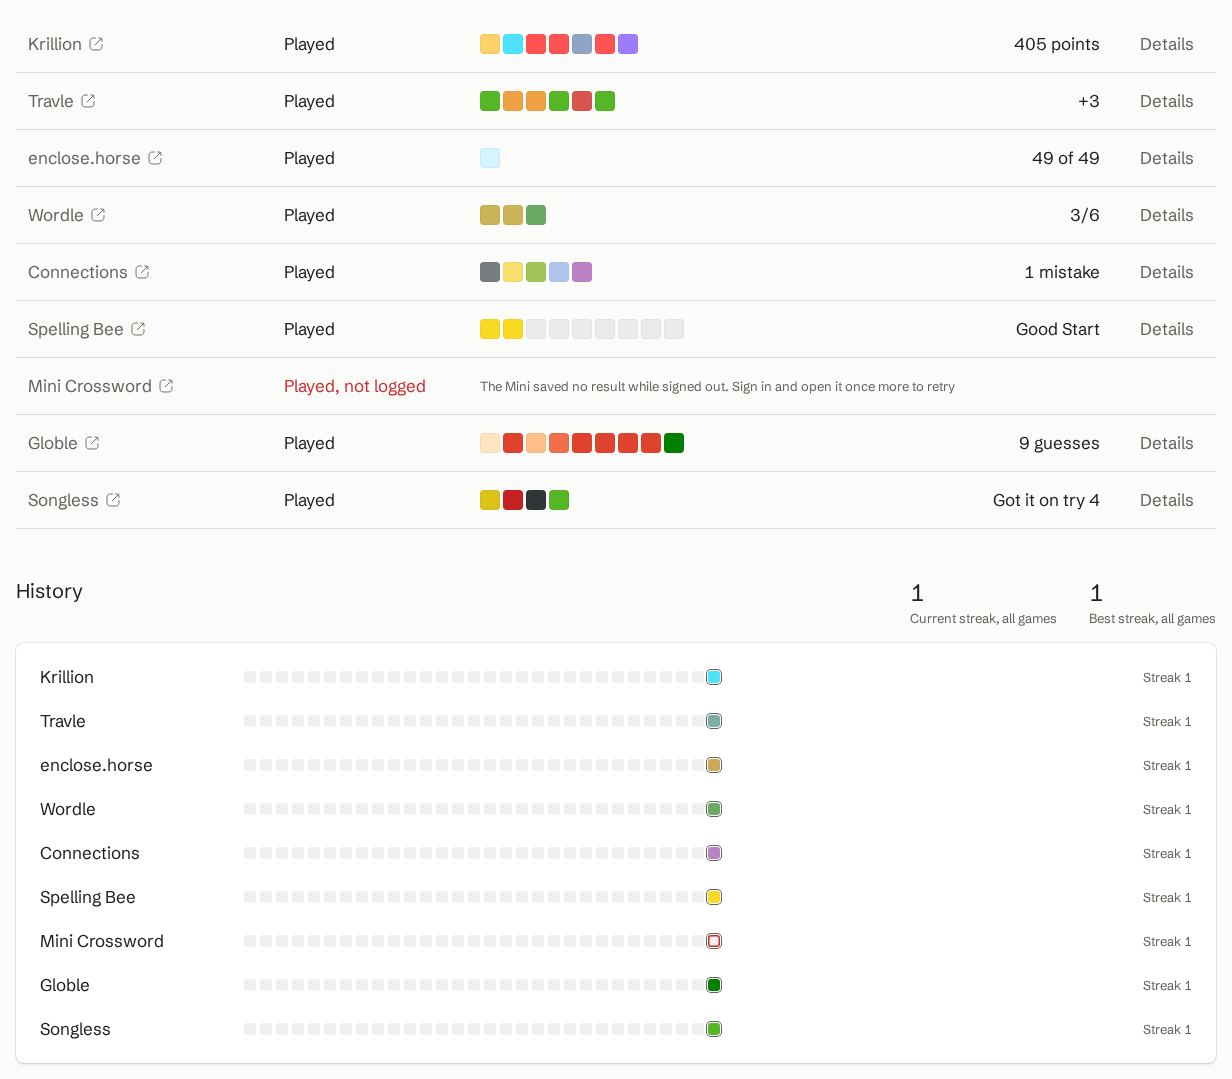 Krillion Played 405 points Details
Travle Played +3 Details
enclose.horse Played 49 of 49 Details
Wordle Played 3/6 Details
Connections Played 1 mistake Details
Spelling Bee Played Good Start Details
Mini Crossword Played, not logged The Mini saved no result while signed out. Sign in and open it once more to retry
Globle Played 9 guesses Details
Songless Played Got it on try 4 Details
History 1 1
Current streak, all games Best streak, all games
Krillion Streak 1
Travle Streak 1
enclose.horse Streak 1
Wordle Streak 1
Connections Streak 1
Spelling Bee Streak 1
Mini Crossword Streak 1
Globle Streak 1
Songless Streak 1